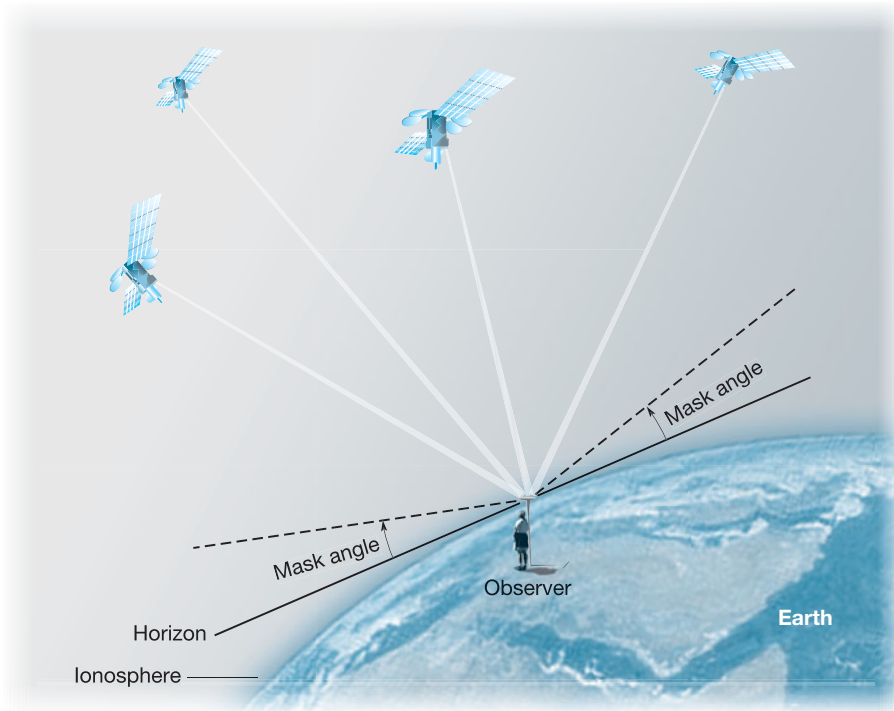 Mask angle
Mask angle
Observer
Earth
Horizon
Ionosphere